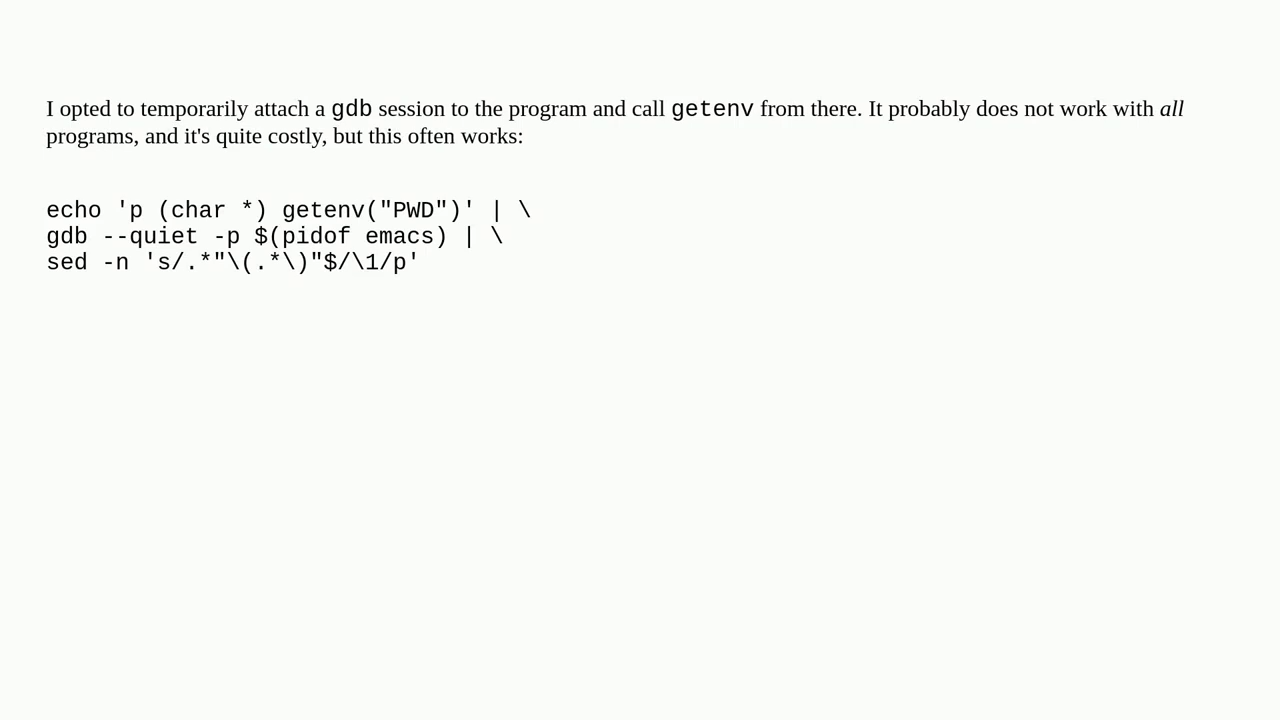 I opted to temporarily attach a gdb session to the program and call getenv from there. It probably does not work with all
programs, and it's quite costly, but this often works:
echo 'p (char *) getenv("PWD")' | \
gdb --quiet -p $(pidof emacs) | \
sed -n 's/.*"\(.*\)"$/\1/p'